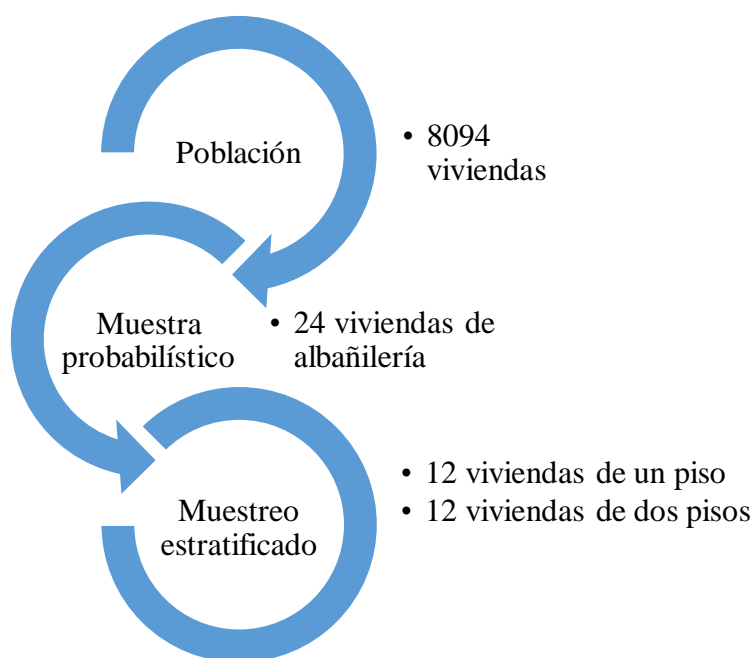 Población
• 8094
viviendas
Muestra
probabilístico
• 24 viviendas de
albañilería
Muestreo
estratificado
• 12 viviendas de un piso
• 12 viviendas de dos pisos